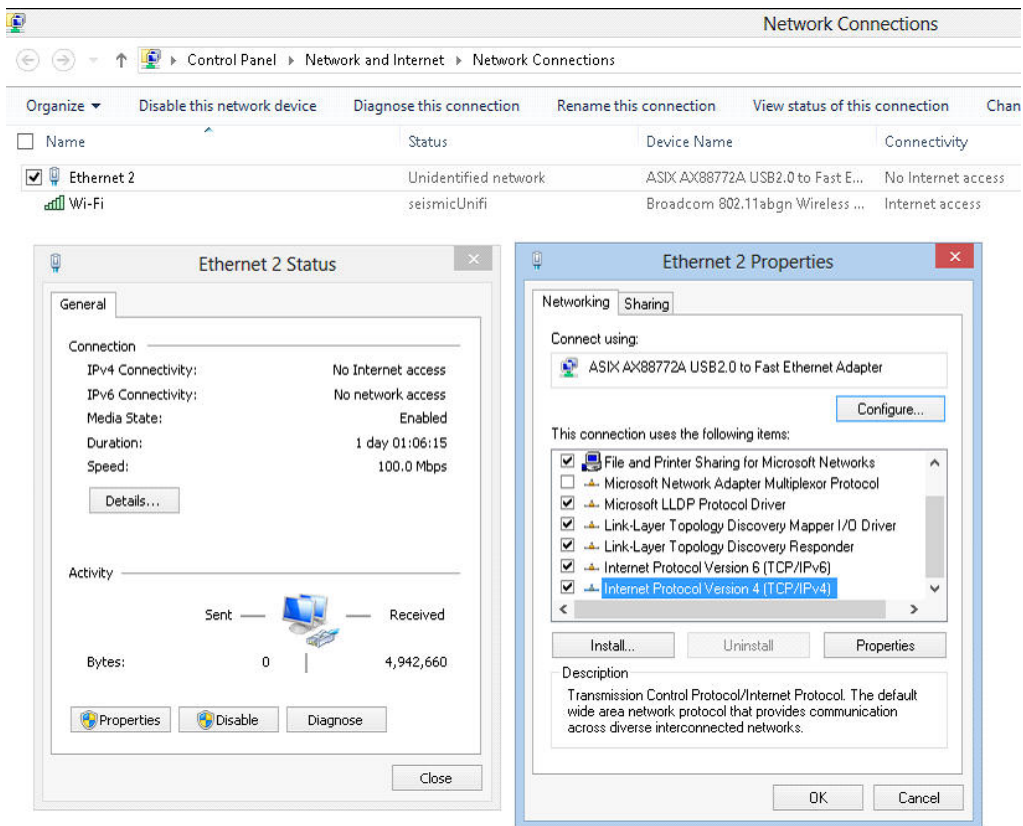 Network Connections
Control Panel Network and Internet Network Connections
Organize Disable this network device Diagnose this connection Rename this connection View status of this connection Chan
Name Status Device Name Connectivity
Ethernet 2 Unidentified network ASIX AX88772A USB2.0 to Fast E... No Internet access
Wi-Fi seismicUnifi Broadcom 802.11abgn Wireless ... Internet access
Ethernet 2 Status
General
Connection
IPv4 Connectivity: No Internet access
IPv6 Connectivity: No network access
Media State: Enabled
Duration: 1 day 01:06:15
Speed: 100.0 Mbps
Details...
Activity
Sent Received
Bytes: 0 4,942,660
Properties Disable Diagnose
Close
Ethernet 2 Properties
Networking Sharing
Connect using:
ASIX AX88772A USB2.0 to Fast Ethernet Adapter
Configure...
This connection uses the following items:
File and Printer Sharing for Microsoft Networks
Microsoft Network Adapter Multiplexor Protocol
Microsoft LLDP Protocol Driver
Link-Layer Topology Discovery Mapper I/O Driver
Link-Layer Topology Discovery Responder
Internet Protocol Version 6 (TCP/IPv6)
Internet Protocol Version 4 (TCP/IPv4)
Install... Uninstall Properties
Description
Transmission Control Protocol/Internet Protocol. The default
wide area network protocol that provides communication
across diverse interconnected networks.
OK Cancel